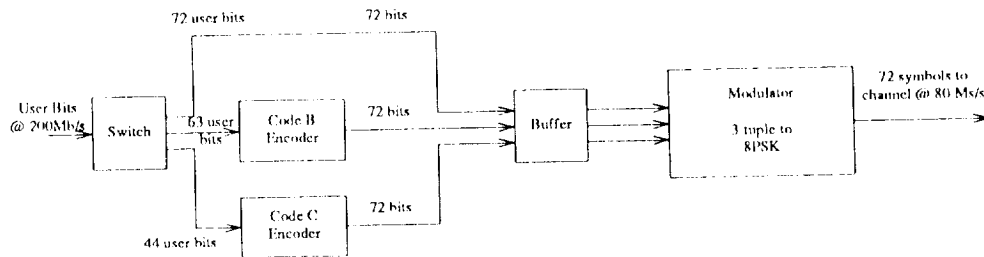 72 user bits
72 bits
User Bits
@ 200Mb/s
Switch
63 user
bits
Code B
Encoder
72 bits
44 user bits
Code C
Encoder
72 bits
Buffer
Modulator
3 tuple to
8PSK
72 symbols to
channel @ 80 Ms/s